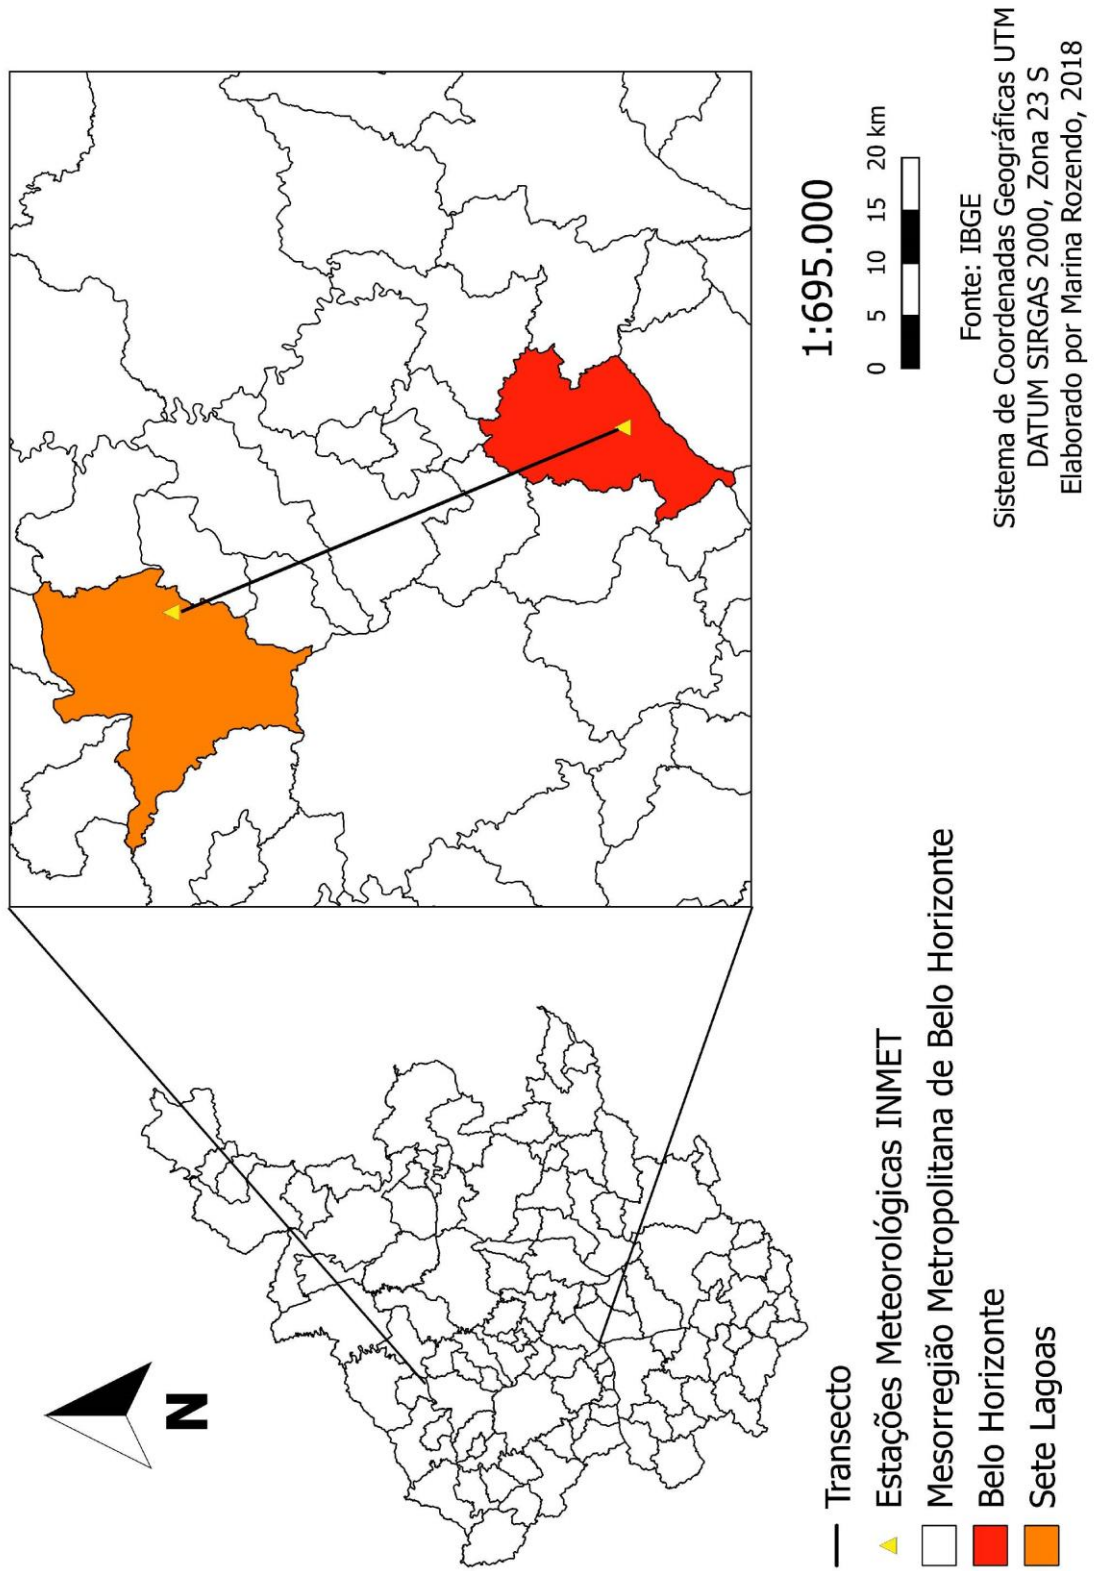 N
Transecto
Estações Meteorológicas INMET
Mesorregião Metropolitana de Belo Horizonte
Belo Horizonte
Sete Lagoas
1:695.000
0 5 10 15 20 km
Fonte: IBGE
Sistema de Coordenadas Geográficas UTM
DATUM SIRGAS 2000, Zona 23 S
Elaborado por Marina Rozendo, 2018